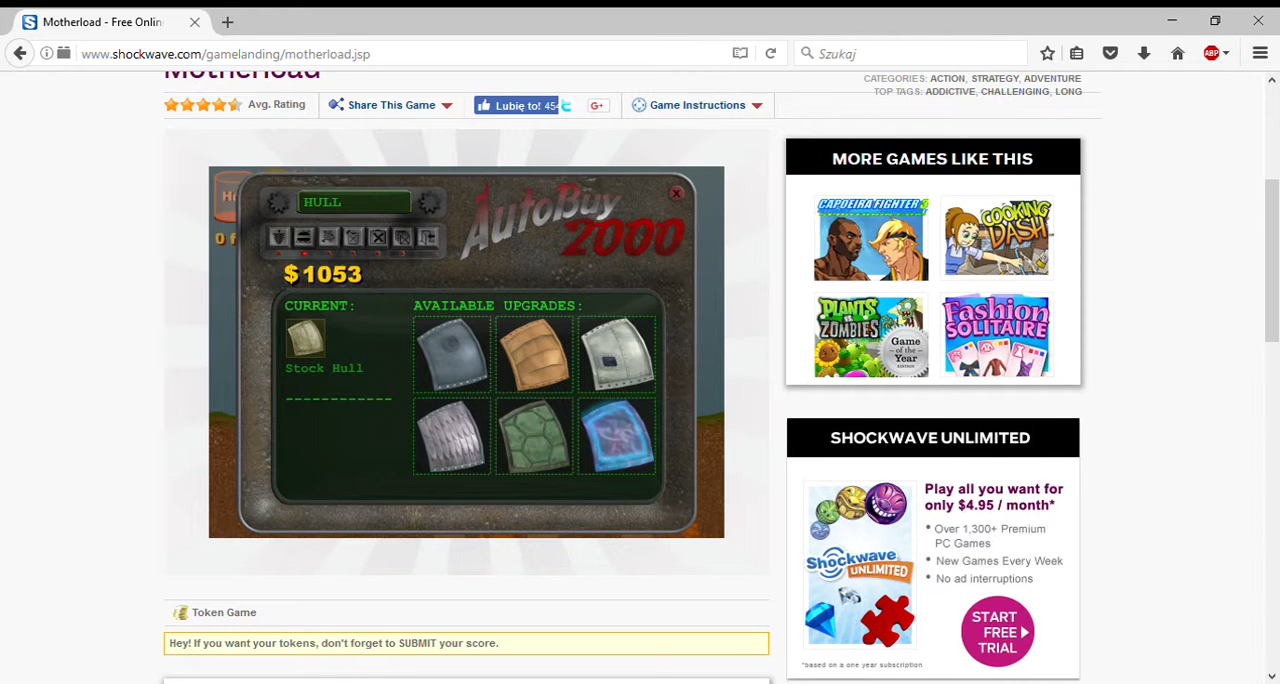 Motherload - Free Onlin
www.shockwave.com/gamelanding/motherload.jsp
Szukaj
ABP
Motherload
CATEGORIES: ACTION, STRATEGY, ADVENTURE
TOP TAGS: ADDICTIVE, CHALLENGING, LONG
Avg. Rating
Share This Game
Lubię to! 454
G+
Game Instructions
HULL
AutoBuy
2000
0 f
$1053
CURRENT:
AVAILABLE UPGRADES:
Stock Hull
------------
MORE GAMES LIKE THIS
CAPOEIRA FIGHTER
COOKING
DASH
PLANTS
VS.
ZOMBIES
Game
of the
Year
EDITION
Fashion
SOLITAIRE
SHOCKWAVE UNLIMITED
Play all you want for
only $4.95 / month*
• Over 1,300+ Premium
PC Games
• New Games Every Week
• No ad interruptions
Shockwave
UNLIMITED
START
FREE
TRIAL
*based on a one year subscription
Token Game
Hey! If you want your tokens, don't forget to SUBMIT your score.